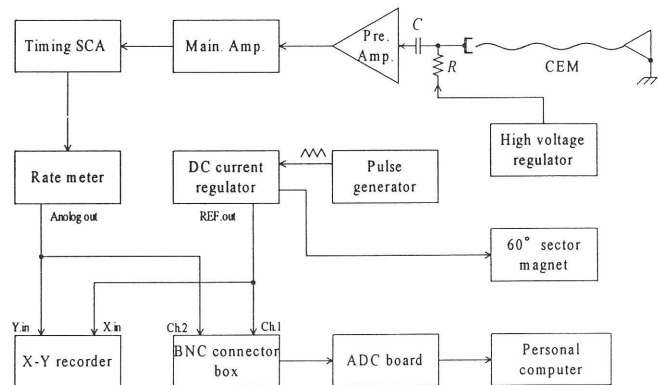 Timing SCA
Main. Amp.
Pre.
Amp.
C
R
CEM
High voltage
regulator
Rate meter
DC current
regulator
Pulse
generator
Anolog out
REF. out
60° sector
magnet
Y.in
X.in
Ch.2
Ch.1
X-Y recorder
BNC connector
box
ADC board
Personal
computer